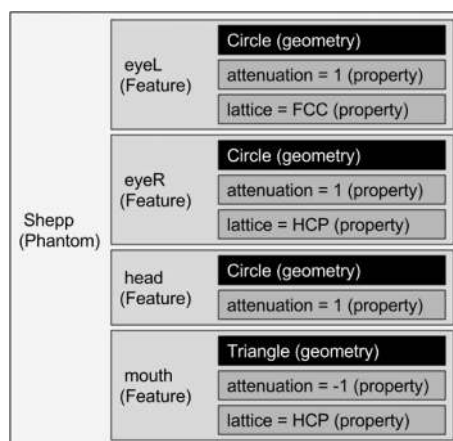 Shepp
(Phantom)
eyeL
(Feature)
Circle (geometry)
attenuation = 1 (property)
lattice = FCC (property)
eyeR
(Feature)
Circle (geometry)
attenuation = 1 (property)
lattice = HCP (property)
head
(Feature)
Circle (geometry)
attenuation = 1 (property)
mouth
(Feature)
Triangle (geometry)
attenuation = -1 (property)
lattice = HCP (property)